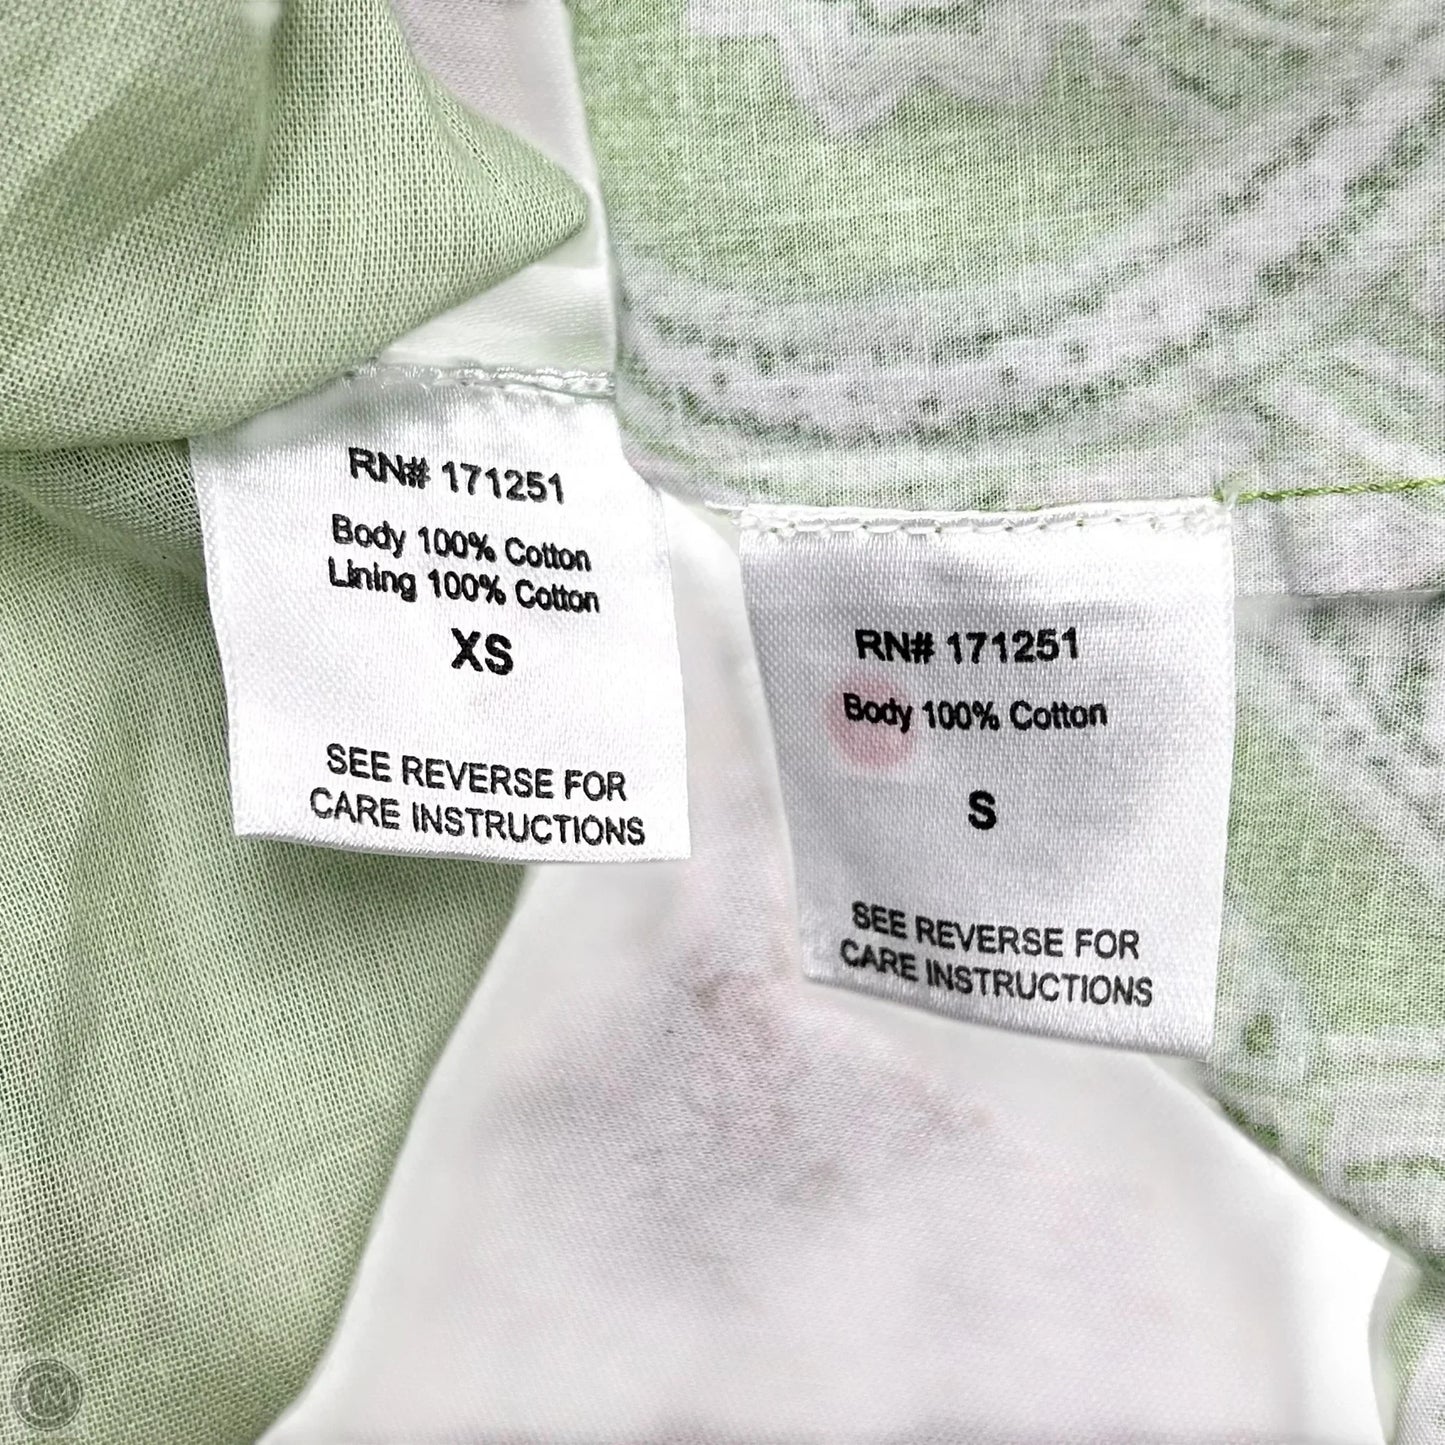 RN# 171251
Body 100% Cotton
Lining 100% Cotton
XS
SEE REVERSE FOR
CARE INSTRUCTIONS
RN# 171251
Body 100% Cotton
S
SEE REVERSE FOR
CARE INSTRUCTIONS